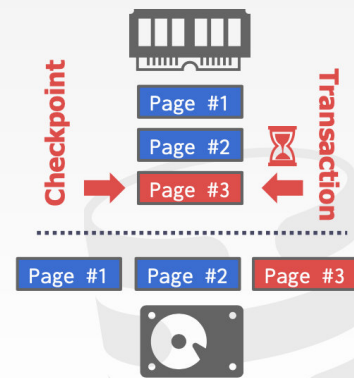 Checkpoint
Transaction
Page #1
Page #2
Page #3
Page #1 Page #2 Page #3